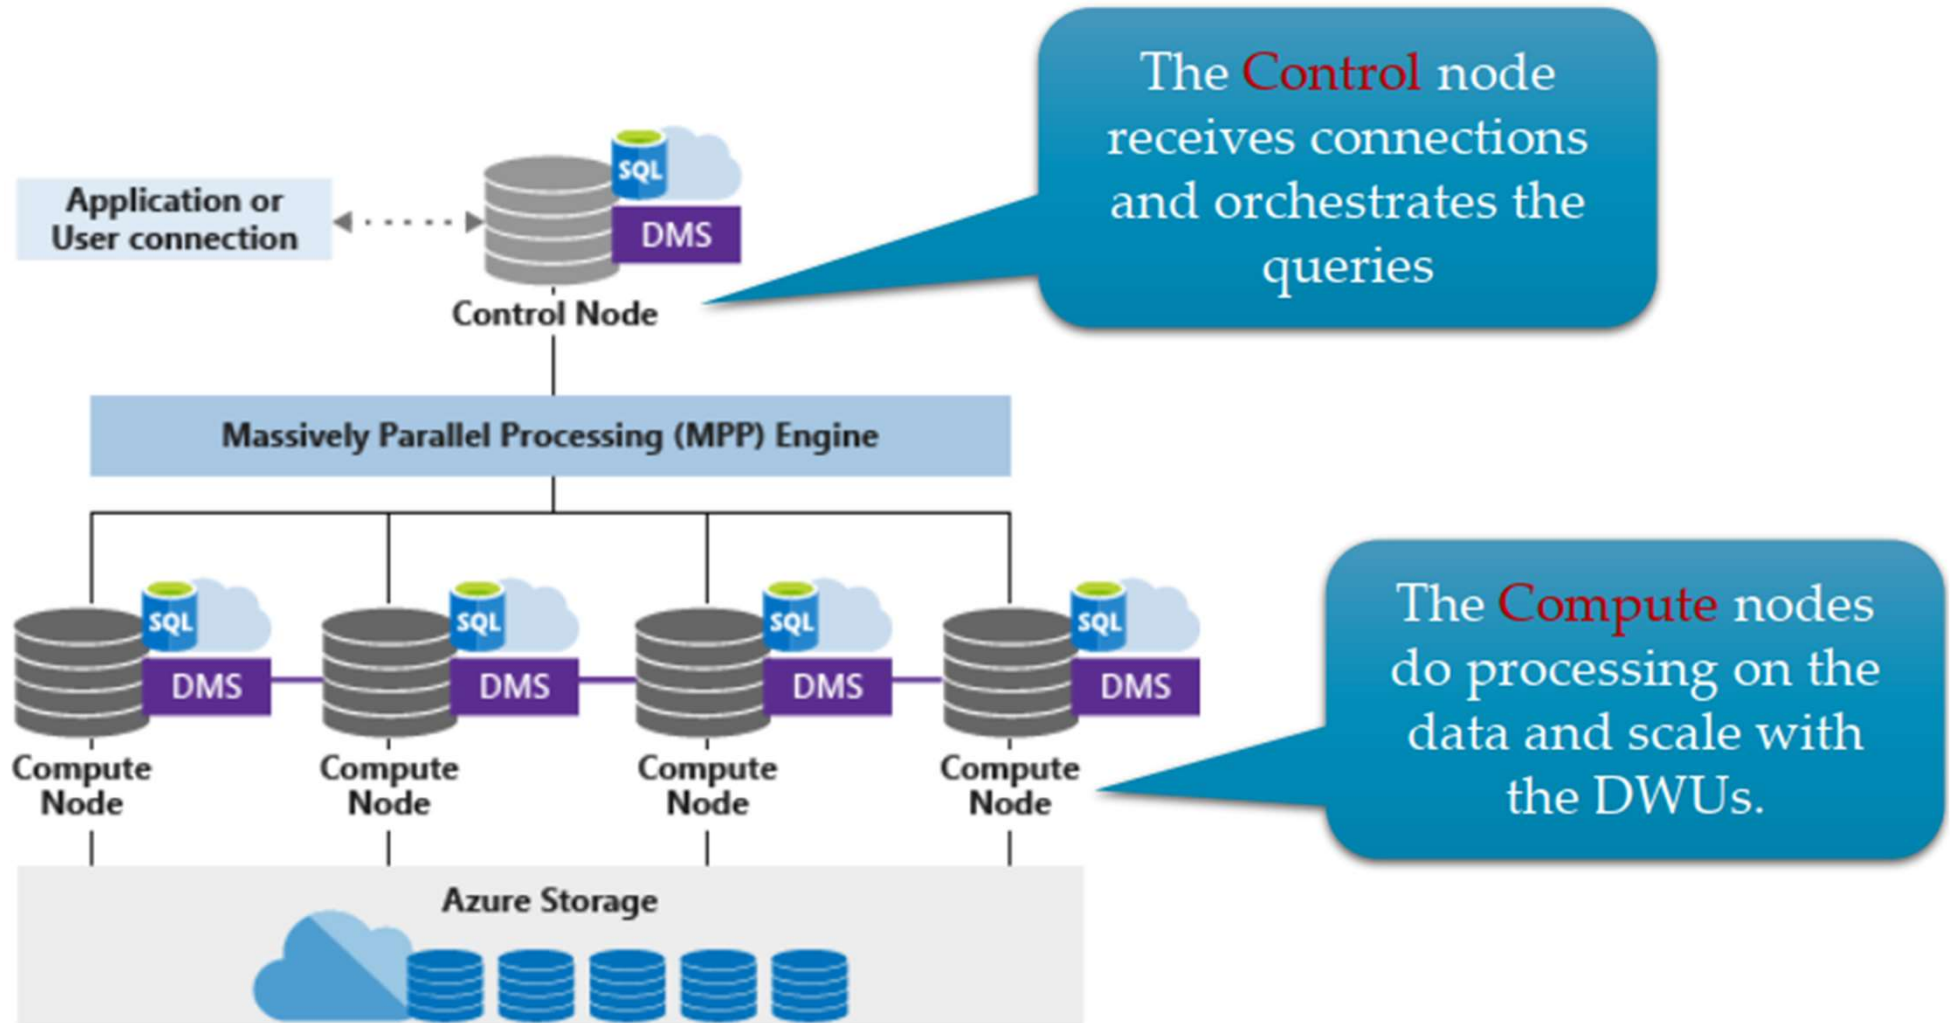 The Control node
receives connections
and orchestrates the
queries
SQL
Application or
User connection
DMS
Control Node
Massively Parallel Processing (MPP) Engine
SQL
SQL
SQL
SQL
DMS
DMS
DMS
DMS
The Compute nodes
do processing on the
data and scale with
the DWUs.
Compute
Node
Compute
Node
Compute
Node
Compute
Node
Azure Storage